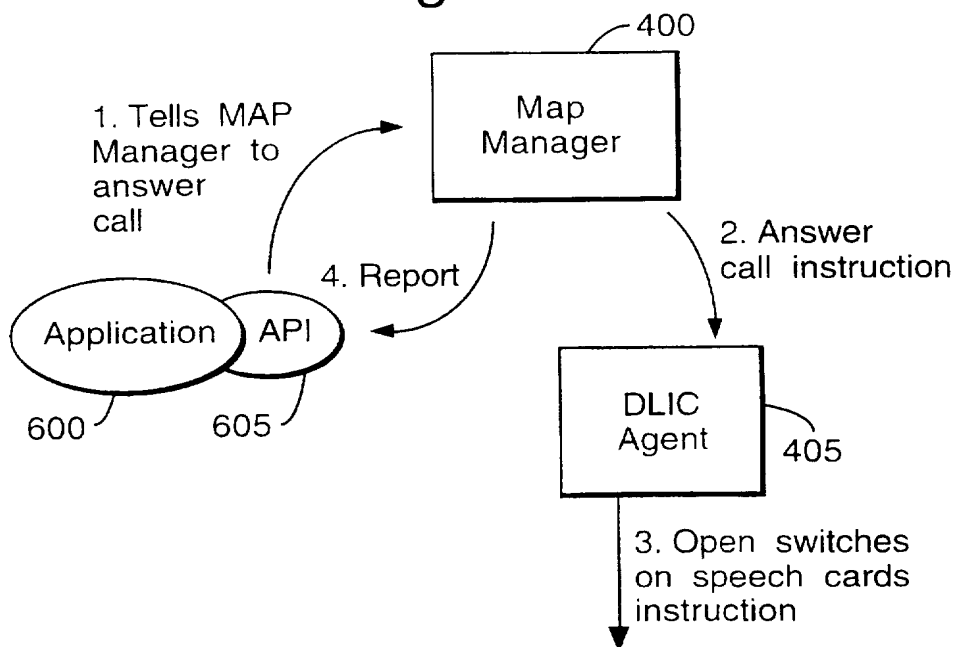 400
Map
Manager
1. Tells MAP
Manager to
answer
call
2. Answer
call instruction
4. Report
Application
API
600
605
DLIC
Agent
405
3. Open switches
on speech cards
instruction